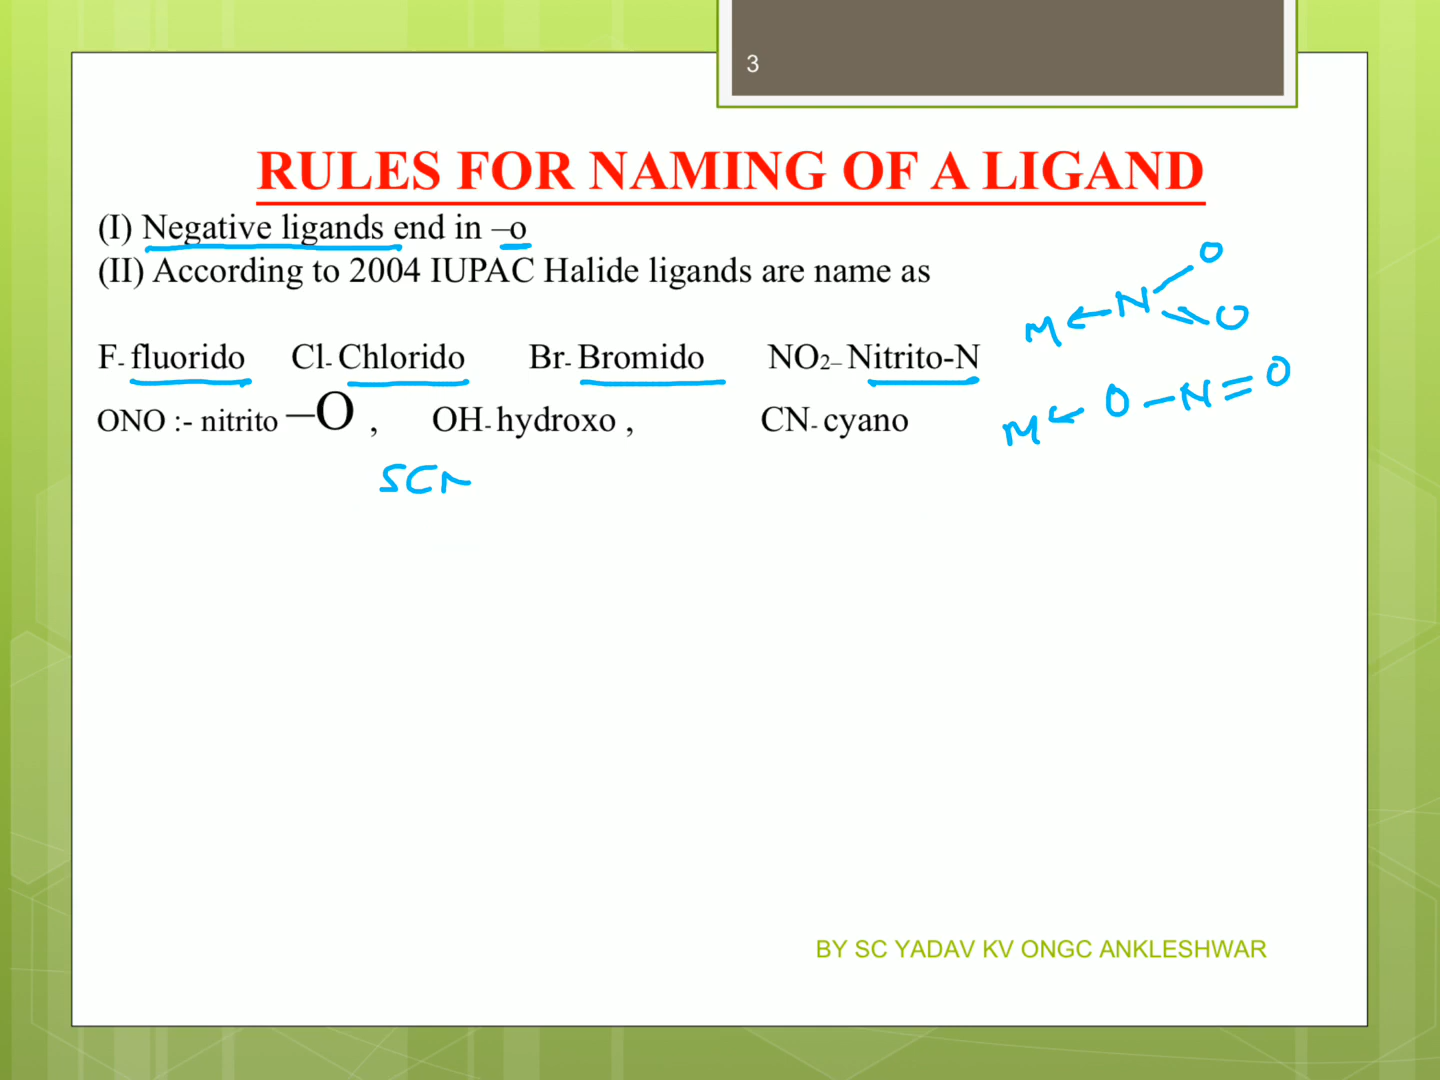 3
RULES FOR NAMING OF A LIGAND
(I) Negative ligands end in –o
(II) According to 2004 IUPAC Halide ligands are name as
F- fluorido Cl- Chlorido Br- Bromido NO2– Nitrito-N
ONO :- nitrito –O , OH- hydroxo , CN- cyano
M ← N O O
M ← O – N = O
SCN
BY SC YADAV KV ONGC ANKLESHWAR